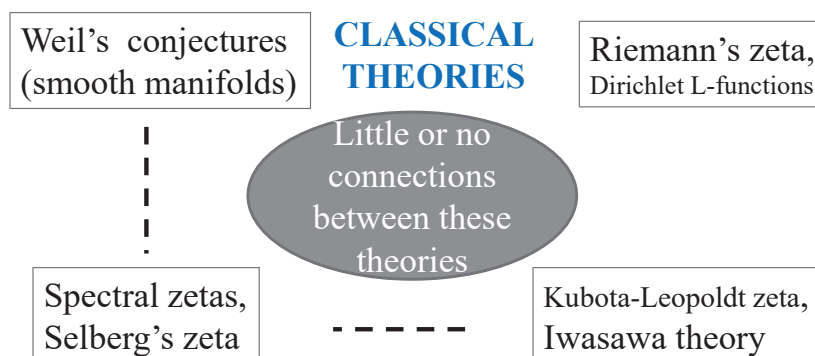 Weil's conjectures
(smooth manifolds)
CLASSICAL
THEORIES
Riemann's zeta,
Dirichlet L-functions
Little or no
connections
between these
theories
Spectral zetas,
Selberg's zeta
Kubota-Leopoldt zeta,
Iwasawa theory